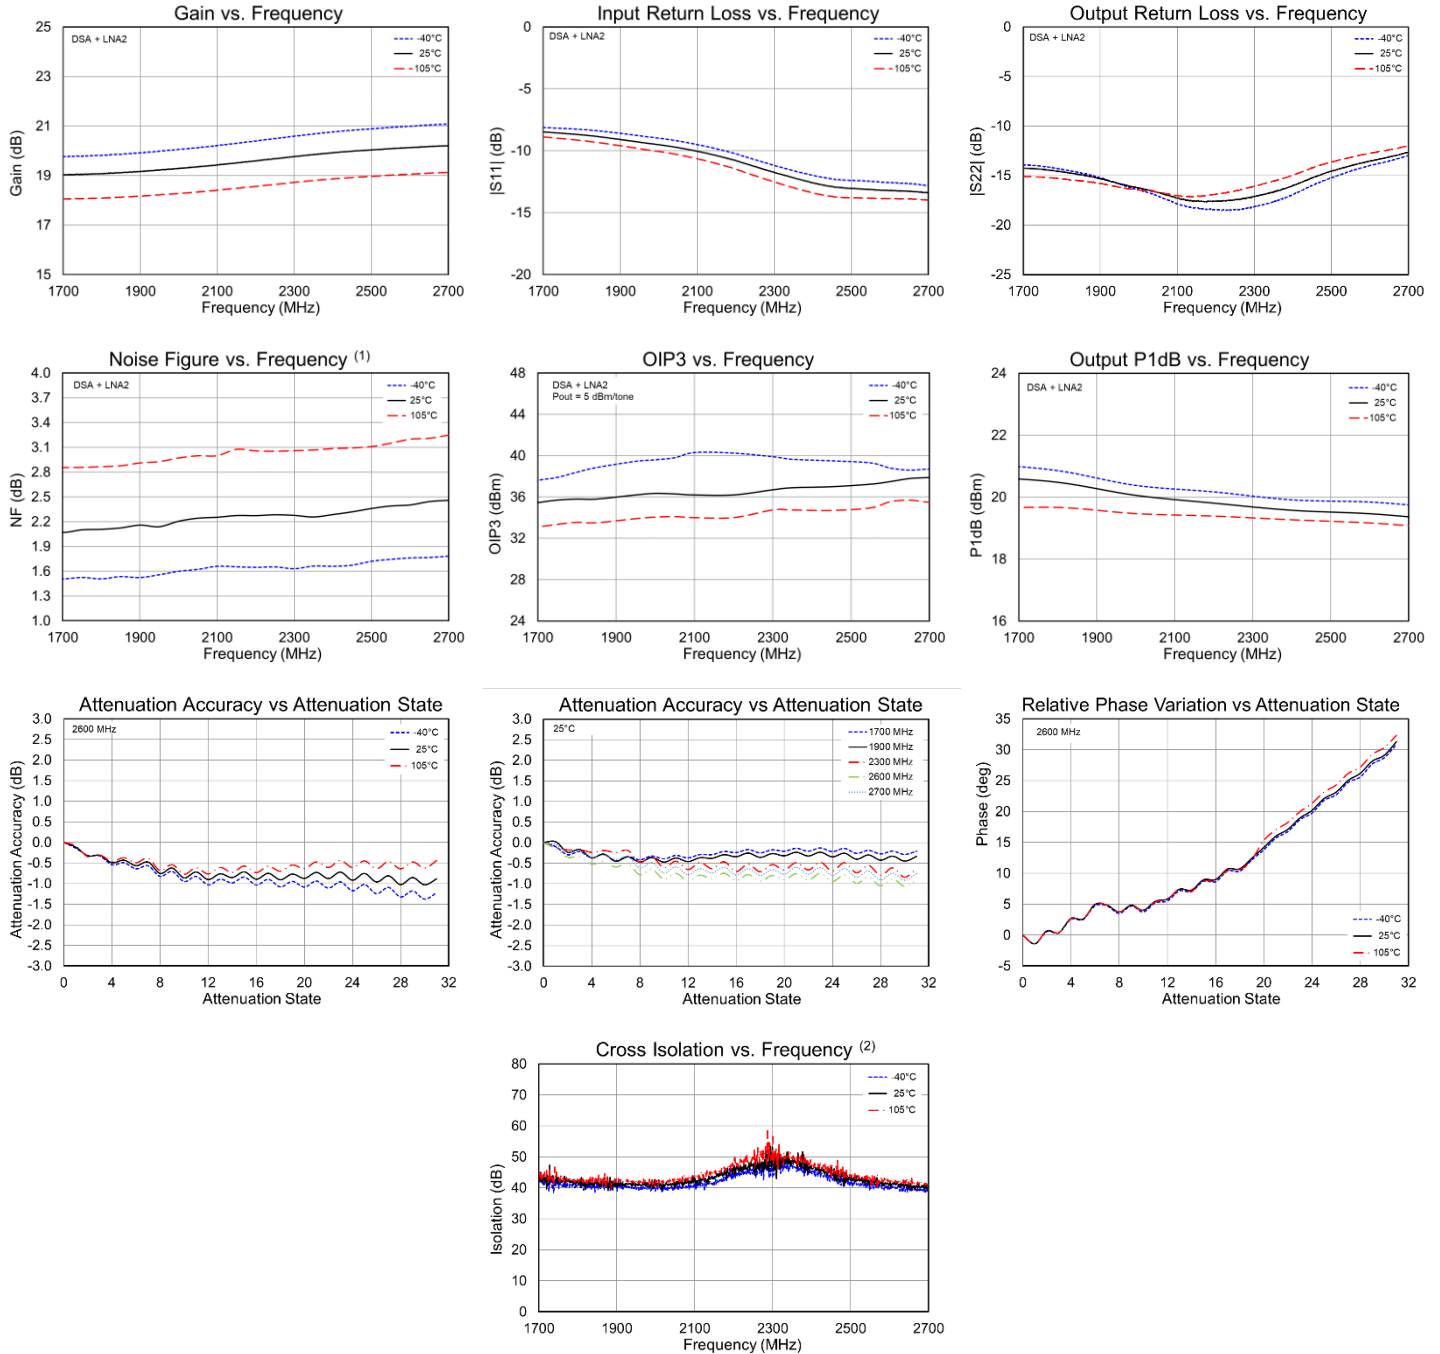 Gain vs. Frequency
Gain (dB)
25
23
21
19
17
15
DSA + LNA2
-40°C
25°C
105°C
1700 1900 2100 2300 2500 2700
Frequency (MHz)
Input Return Loss vs. Frequency
|S11| (dB)
0
-5
-10
-15
-20
DSA + LNA2
-40°C
25°C
105°C
1700 1900 2100 2300 2500 2700
Frequency (MHz)
Output Return Loss vs. Frequency
|S22| (dB)
0
-5
-10
-15
-20
-25
DSA + LNA2
-40°C
25°C
105°C
1700 1900 2100 2300 2500 2700
Frequency (MHz)
Noise Figure vs. Frequency (1)
NF (dB)
4.0
3.7
3.4
3.1
2.8
2.5
2.2
1.9
1.6
1.3
1.0
DSA + LNA2
-40°C
25°C
105°C
1700 1900 2100 2300 2500 2700
Frequency (MHz)
OIP3 vs. Frequency
OIP3 (dBm)
48
44
40
36
32
28
24
DSA + LNA2
Pout = 5 dBm/tone
-40°C
25°C
105°C
1700 1900 2100 2300 2500 2700
Frequency (MHz)
Output P1dB vs. Frequency
P1dB (dBm)
24
22
20
18
16
DSA + LNA2
-40°C
25°C
105°C
1700 1900 2100 2300 2500 2700
Frequency (MHz)
Attenuation Accuracy vs Attenuation State
Attenuation Accuracy (dB)
3.0
2.5
2.0
1.5
1.0
0.5
0.0
-0.5
-1.0
-1.5
-2.0
-2.5
-3.0
2600 MHz
-40°C
25°C
105°C
0 4 8 12 16 20 24 28 32
Attenuation State
Attenuation Accuracy vs Attenuation State
Attenuation Accuracy (dB)
3.0
2.5
2.0
1.5
1.0
0.5
0.0
-0.5
-1.0
-1.5
-2.0
-2.5
-3.0
25°C
1700 MHz
1900 MHz
2300 MHz
2600 MHz
2700 MHz
0 4 8 12 16 20 24 28 32
Attenuation State
Relative Phase Variation vs Attenuation State
Phase (deg)
35
30
25
20
15
10
5
0
-5
2600 MHz
-40°C
25°C
105°C
0 4 8 12 16 20 24 28 32
Attenuation State
Cross Isolation vs. Frequency (2)
Isolation (dB)
80
70
60
50
40
30
20
10
0
-40°C
25°C
105°C
1700 1900 2100 2300 2500 2700
Frequency (MHz)